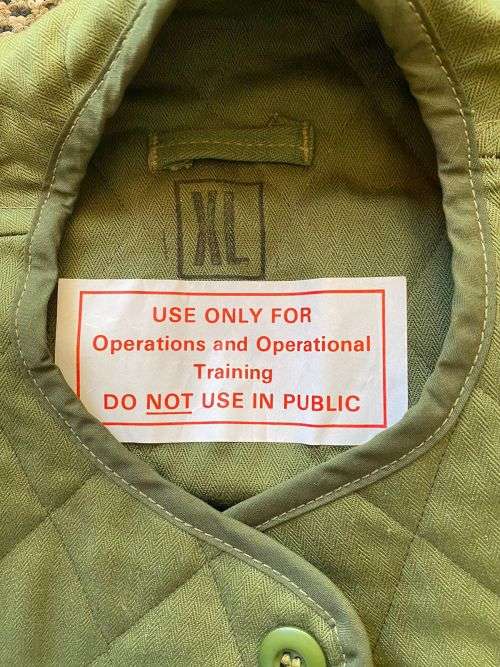 XL
USE ONLY FOR
Operations and Operational
Training
DO NOT USE IN PUBLIC